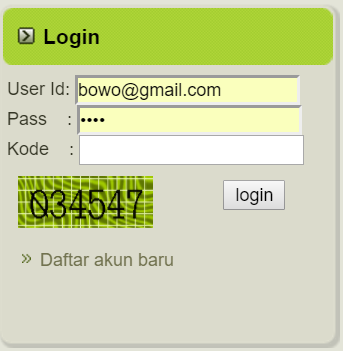 Login
User Id: bowo@gmail.com
Pass : ••••
Kode :
034547 login
» Daftar akun baru